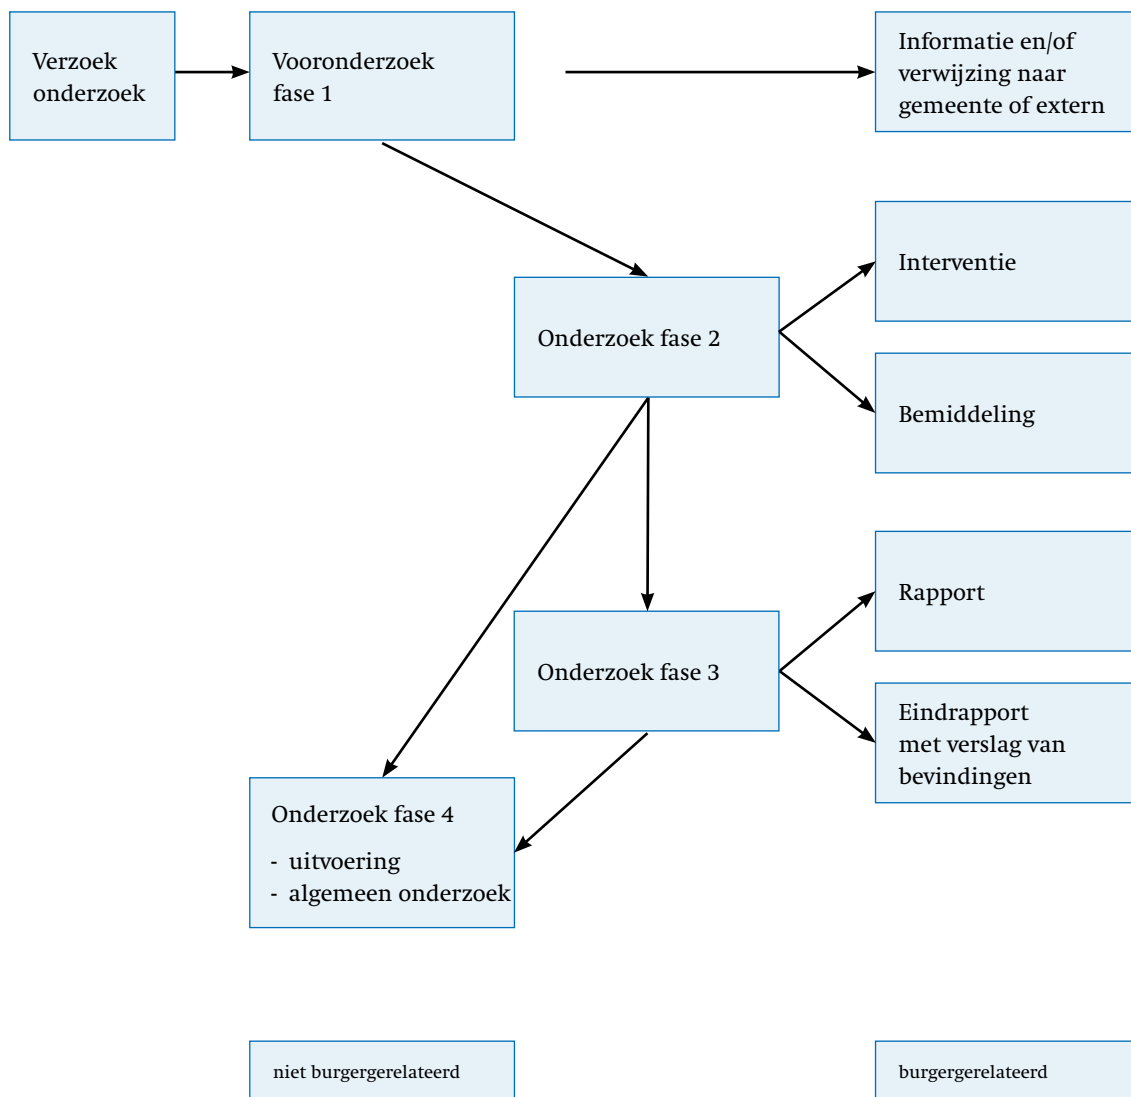 Verzoek
onderzoek
Vooronderzoek
fase 1
Informatie en/of
verwijzing naar
gemeente of extern
Interventie
Onderzoek fase 2
Bemiddeling
Rapport
Onderzoek fase 3
Eindrapport
met verslag van
bevindingen
Onderzoek fase 4
- uitvoering
- algemeen onderzoek
niet burgergerelateerd
burgergerelateerd